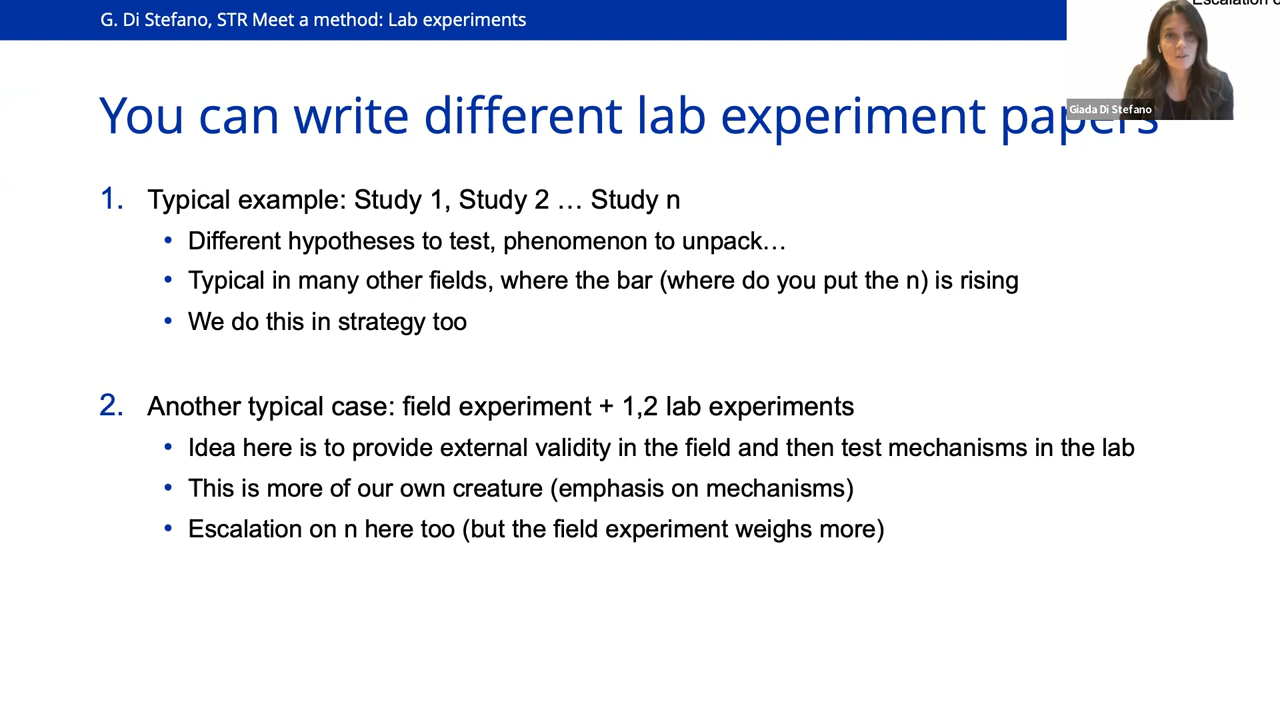 G. Di Stefano, STR Meet a method: Lab experiments
You can write different lab experiment papers
Giada Di Stefano
1. Typical example: Study 1, Study 2 … Study n
• Different hypotheses to test, phenomenon to unpack…
• Typical in many other fields, where the bar (where do you put the n) is rising
• We do this in strategy too
2. Another typical case: field experiment + 1,2 lab experiments
• Idea here is to provide external validity in the field and then test mechanisms in the lab
• This is more of our own creature (emphasis on mechanisms)
• Escalation on n here too (but the field experiment weighs more)